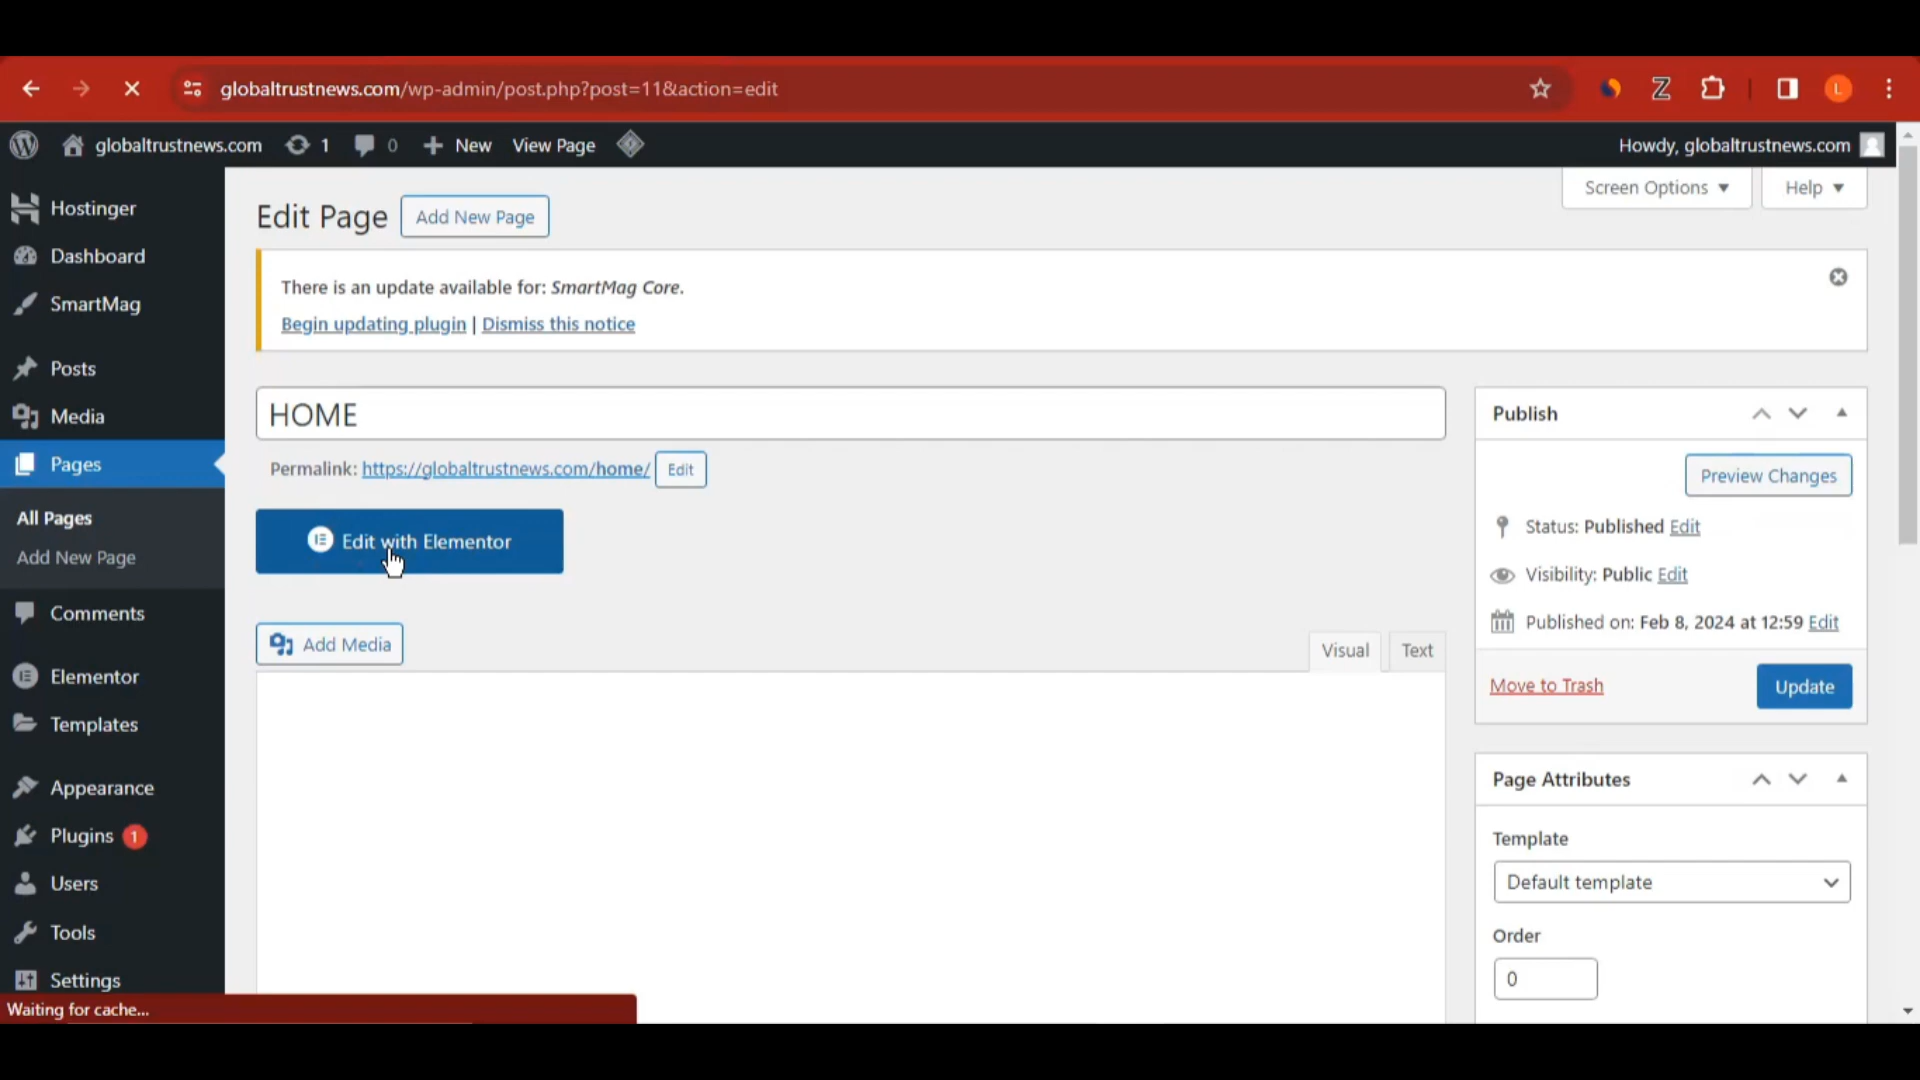 globaltrustnews.com/wp-admin/post.php?post=11&action=edit
L
globaltrustnews.com 1 0 New View Page
Howdy, globaltrustnews.com
Hostinger
Dashboard
SmartMag
Posts
Media
Pages
All Pages
Add New Page
Comments
Elementor
Templates
Appearance
Plugins 1
Users
Tools
Settings
Waiting for cache...
Screen Options Help
Edit Page Add New Page
There is an update available for: SmartMag Core.
Begin updating plugin | Dismiss this notice
HOME
Permalink: https://globaltrustnews.com/home/ Edit
Edit with Elementor
Add Media
Visual Text
Publish
Preview Changes
Status: Published Edit
Visibility: Public Edit
Published on: Feb 8, 2024 at 12:59 Edit
Move to Trash Update
Page Attributes
Template
Default template
Order
0